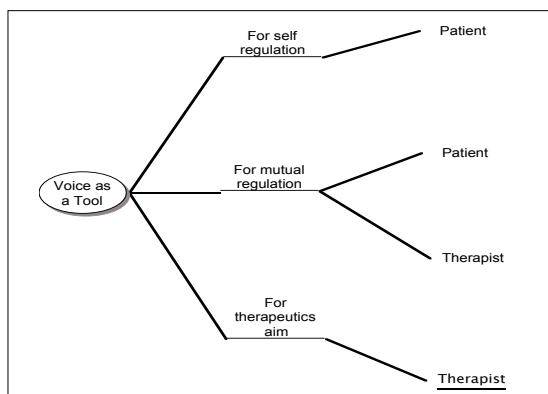 For self
regulation
Patient
Voice as
a Tool
For mutual
regulation
Patient
Therapist
For
therapeutics
aim
Therapist